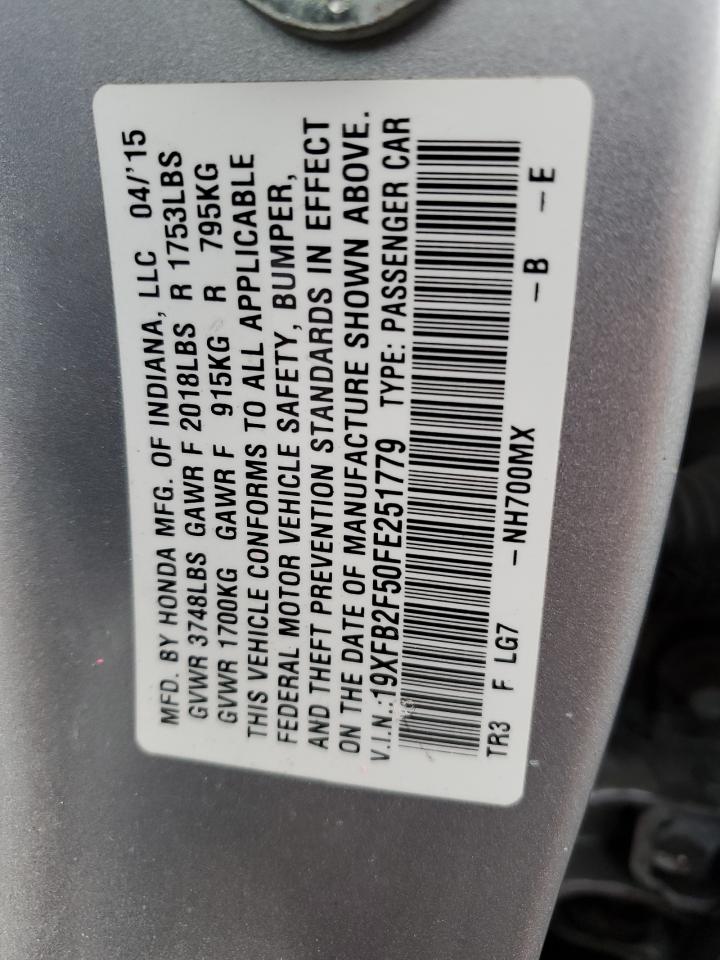 MFD. BY HONDA MFG. OF INDIANA, LLC 04/'15
GVWR 3748LBS GAWR F 2018LBS R 1753LBS
GVWR 1700KG GAWR F 915KG R 795KG
THIS VEHICLE CONFORMS TO ALL APPLICABLE
FEDERAL MOTOR VEHICLE SAFETY, BUMPER,
AND THEFT PREVENTION STANDARDS IN EFFECT
ON THE DATE OF MANUFACTURE SHOWN ABOVE.
V.I.N.:19XFB2F50FE251779 TYPE: PASSENGER CAR
TR3 F LG7 -NH700MX -B -E